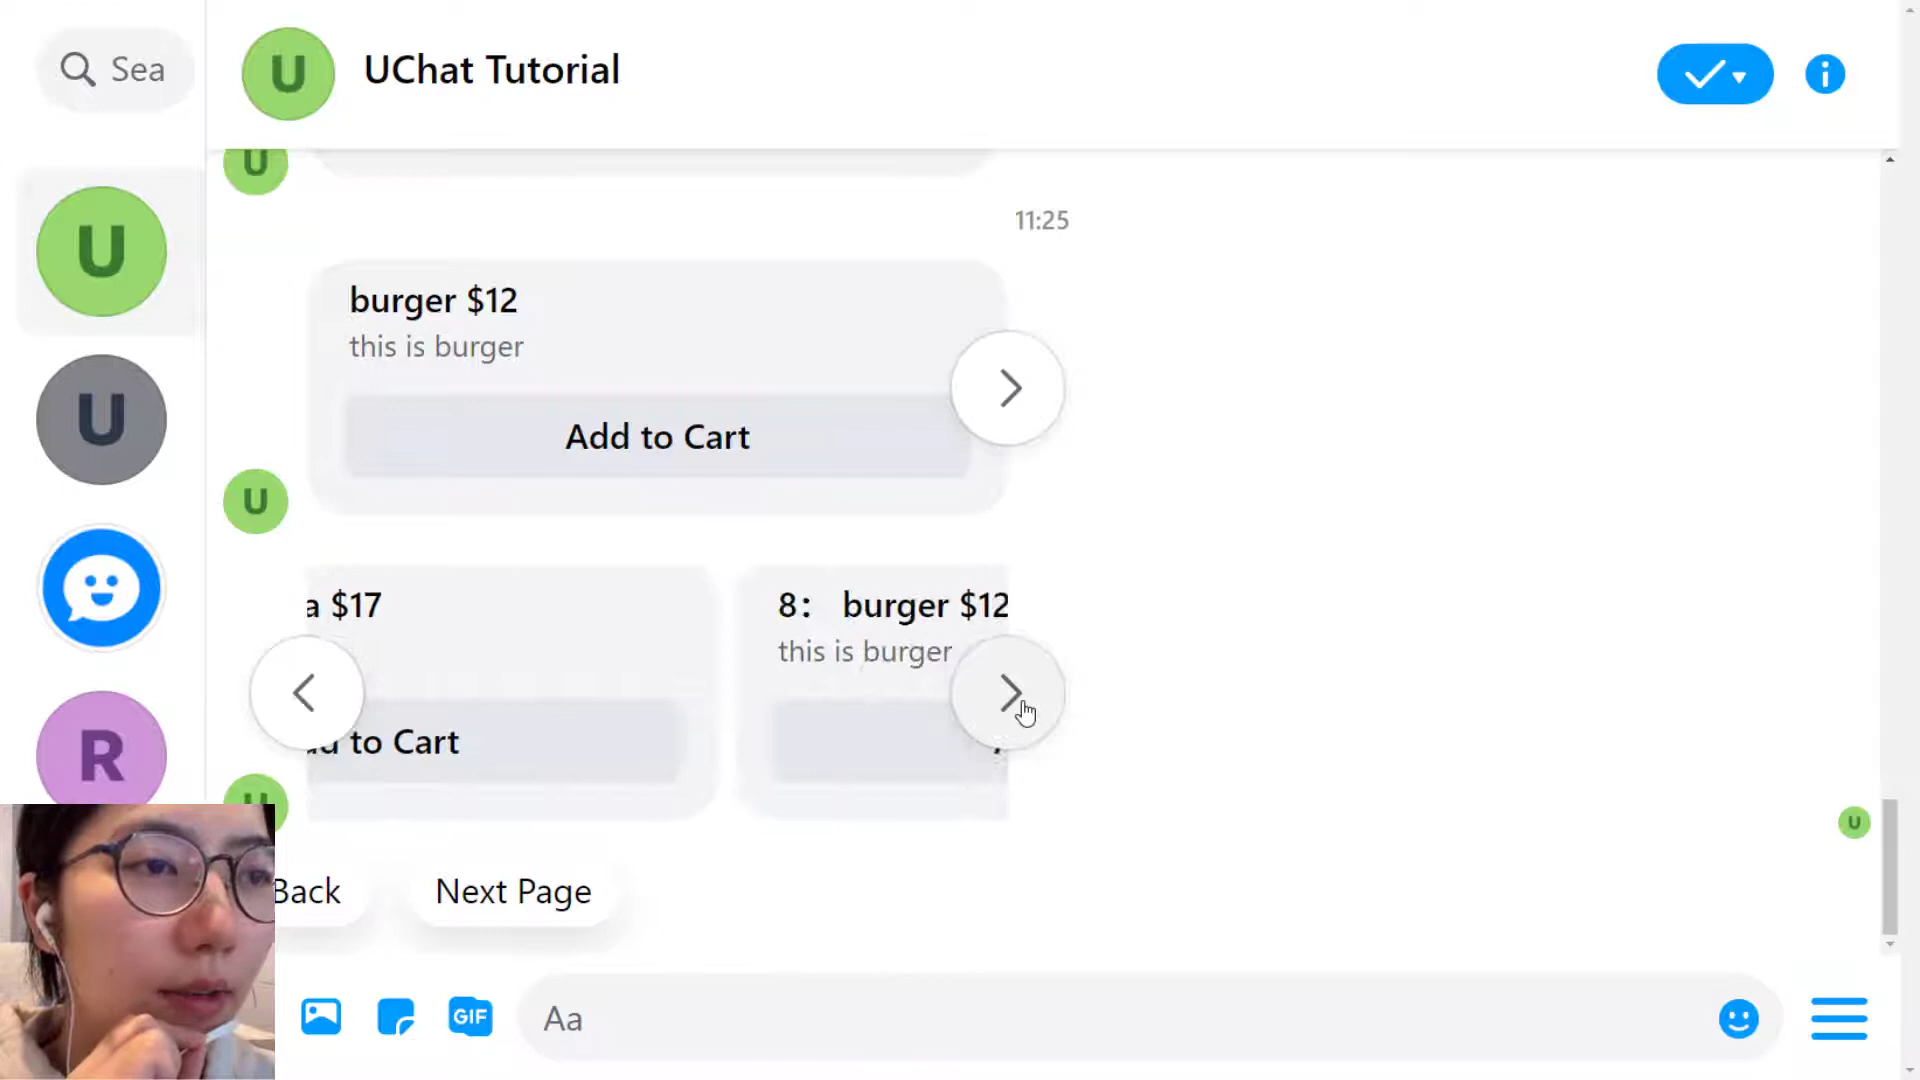 Sea
U
UChat Tutorial
U
11:25
U
burger $12
this is burger
Add to Cart
U
U
a $17
8: burger $12
this is burger
to Cart
R
U
Back
Next Page
GIF
Aa